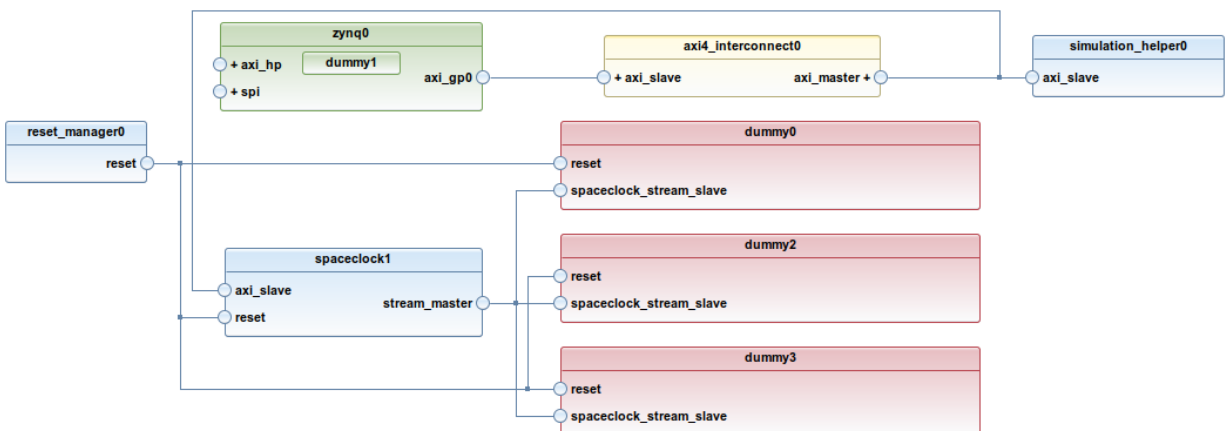 zynq0
dummy1
+ axi_hp
axi_gp0
+ spi
axi4_interconnect0
+ axi_slave
axi_master +
simulation_helper0
axi_slave
reset_manager0
reset
dummy0
reset
spaceclock_stream_slave
spaceclock1
axi_slave
stream_master
reset
dummy2
reset
spaceclock_stream_slave
dummy3
reset
spaceclock_stream_slave